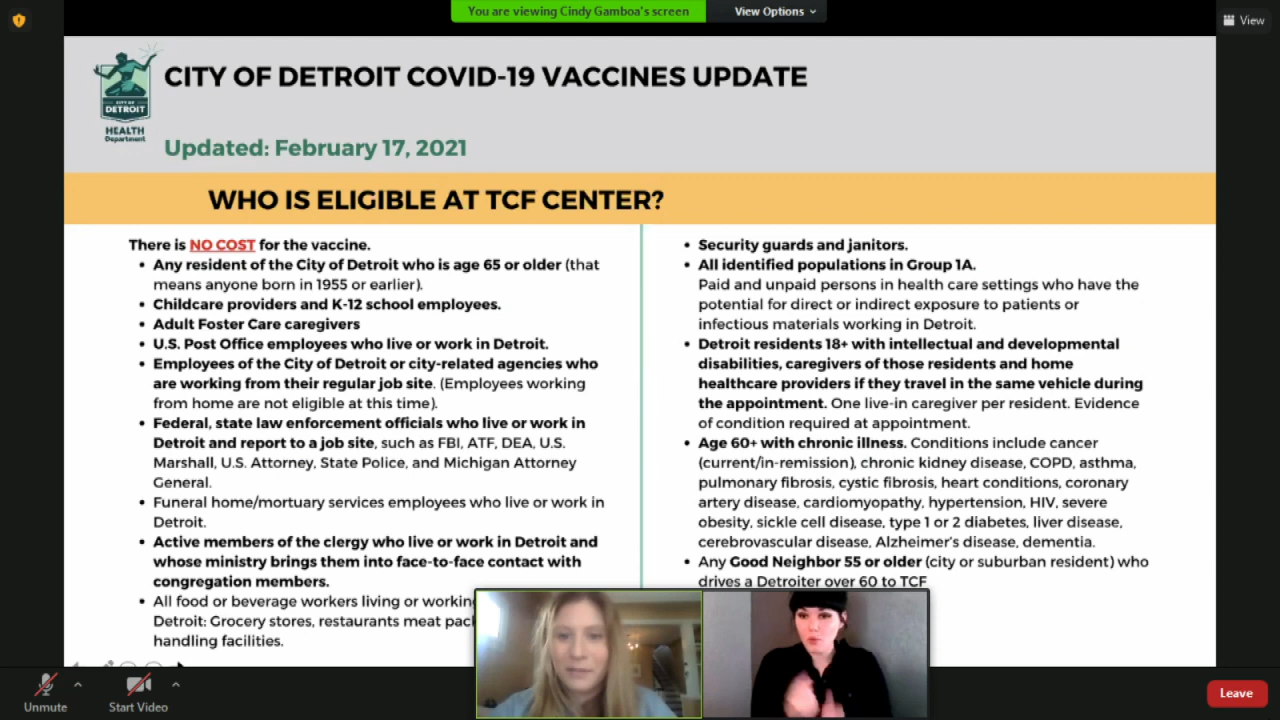 You are viewing Cindy Gamboa's screen
View Options
View
CITY OF
DETROIT
HEALTH
Department
CITY OF DETROIT COVID-19 VACCINES UPDATE
Updated: February 17, 2021
WHO IS ELIGIBLE AT TCF CENTER?
There is NO COST for the vaccine.
• Any resident of the City of Detroit who is age 65 or older (that
means anyone born in 1955 or earlier).
• Childcare providers and K-12 school employees.
• Adult Foster Care caregivers
• U.S. Post Office employees who live or work in Detroit.
• Employees of the City of Detroit or city-related agencies who
are working from their regular job site. (Employees working
from home are not eligible at this time).
• Federal, state law enforcement officials who live or work in
Detroit and report to a job site, such as FBI, ATF, DEA, U.S.
Marshall, U.S. Attorney, State Police, and Michigan Attorney
General.
• Funeral home/mortuary services employees who live or work in
Detroit.
• Active members of the clergy who live or work in Detroit and
whose ministry brings them into face-to-face contact with
congregation members.
• All food or beverage workers living or working
Detroit: Grocery stores, restaurants meat
handling facilities.
• Security guards and janitors.
• All identified populations in Group 1A.
Paid and unpaid persons in health care settings who have the
potential for direct or indirect exposure to patients or
infectious materials working in Detroit.
• Detroit residents 18+ with intellectual and developmental
disabilities, caregivers of those residents and home
healthcare providers if they travel in the same vehicle during
the appointment. One live-in caregiver per resident. Evidence
of condition required at appointment.
• Age 60+ with chronic illness. Conditions include cancer
(current/in-remission), chronic kidney disease, COPD, asthma,
pulmonary fibrosis, cystic fibrosis, heart conditions, coronary
artery disease, cardiomyopathy, hypertension, HIV, severe
obesity, sickle cell disease, type 1 or 2 diabetes, liver disease,
cerebrovascular disease, Alzheimer's disease, dementia.
• Any Good Neighbor 55 or older (city or suburban resident) who
drives a Detroiter over 60 to TCF
Unmute
Start Video
Leave